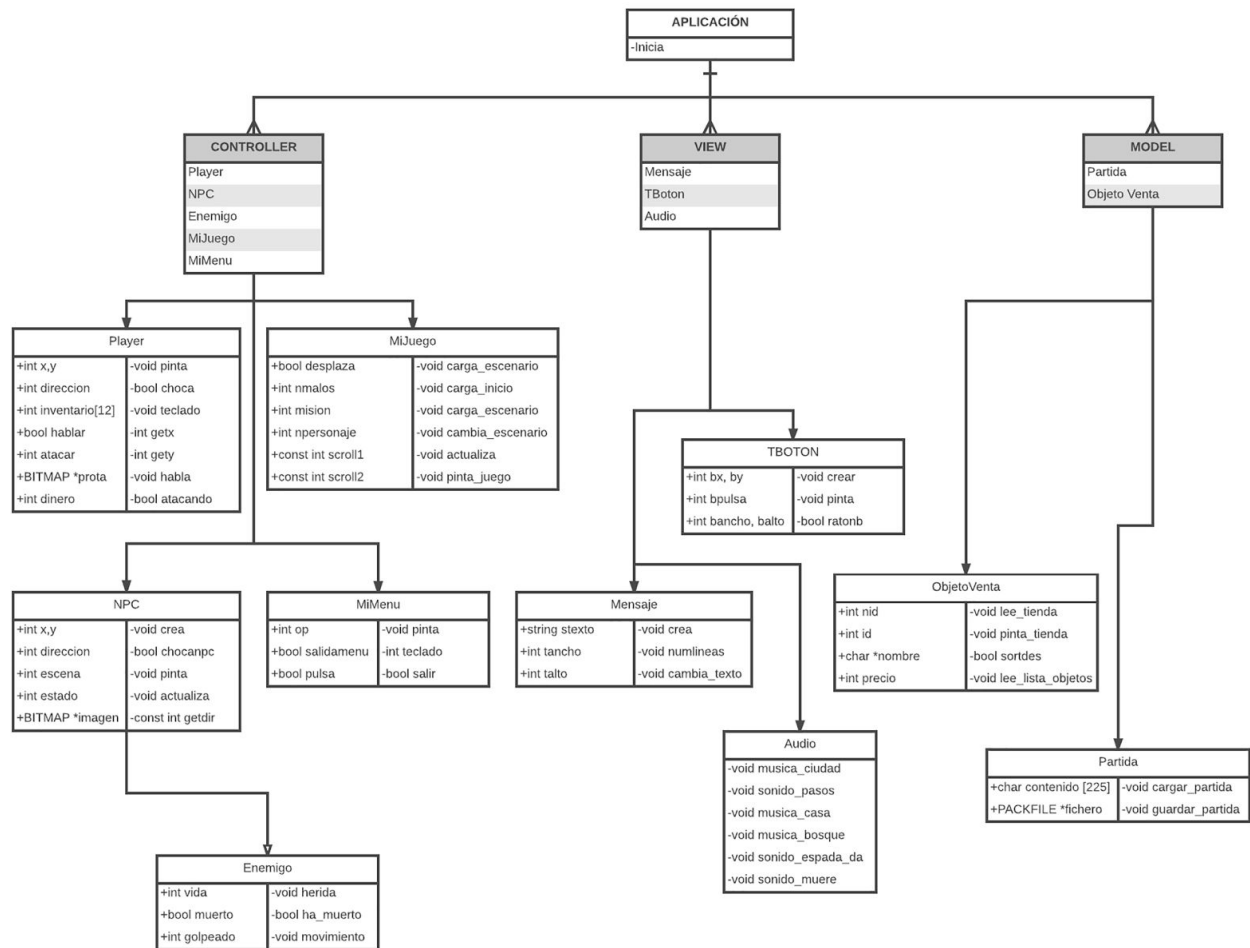 APLICACIÓN
-Inicia
CONTROLLER
Player
NPC
Enemigo
MiJuego
MiMenu
VIEW
Mensaje
TBoton
Audio
MODEL
Partida
Objeto Venta
Player
+int x,y -void pinta
+int direccion -bool choca
+int inventario[12] -void teclado
+bool hablar -int getx
+int atacar -int gety
+BITMAP *prota -void habla
+int dinero -bool atacando
MiJuego
+bool desplaza -void carga_escenario
+int nmalos -void carga_inicio
+int mision -void carga_escenario
+int npersonaje -void cambia_escenario
+const int scroll1 -void actualiza
+const int scroll2 -void pinta_juego
TBOTON
+int bx, by -void crear
+int bpulsa -void pinta
+int bancho, balto -bool ratonb
NPC
+int x,y -void crea
+int direccion -bool chocanpc
+int escena -void pinta
+int estado -void actualiza
+BITMAP *imagen -const int getdir
MiMenu
+int op -void pinta
+bool salidamenu -int teclado
+bool pulsa -bool salir
Mensaje
+string stexto -void crea
+int tancho -void numlineas
+int talto -void cambia_texto
ObjetoVenta
+int nid -void lee_tienda
+int id -void pinta_tienda
+char *nombre -bool sortdes
+int precio -void lee_lista_objetos
Audio
-void musica_ciudad
-void sonido_pasos
-void musica_casa
-void musica_bosque
-void sonido_espada_da
-void sonido_muere
Partida
+char contenido [225] -void cargar_partida
+PACKFILE *fichero -void guardar_partida
Enemigo
+int vida -void herida
+bool muerto -bool ha_muerto
+int golpeado -void movimiento